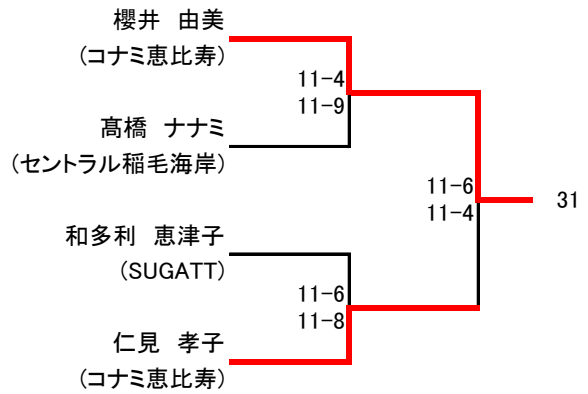 櫻井　由美
(コナミ恵比寿)
11-4
11-9
髙橋　ナナミ
(セントラル稲毛海岸)
11-6
11-4
31
和多利　恵津子
(SUGATT)
11-6
11-8
仁見　孝子
(コナミ恵比寿)